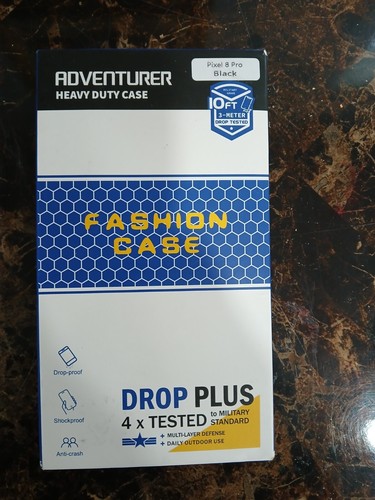 ADVENTURER
HEAVY DUTY CASE
Pixel 8 Pro
Black
10FT
3-METER
DROP TESTED
FASHION
CASE
Drop-proof
Shockproof
Anti-crash
DROP PLUS
4 x TESTED to MILITARY STANDARD
+ MULTI-LAYER DEFENSE
+ DAILY OUTDOOR USE